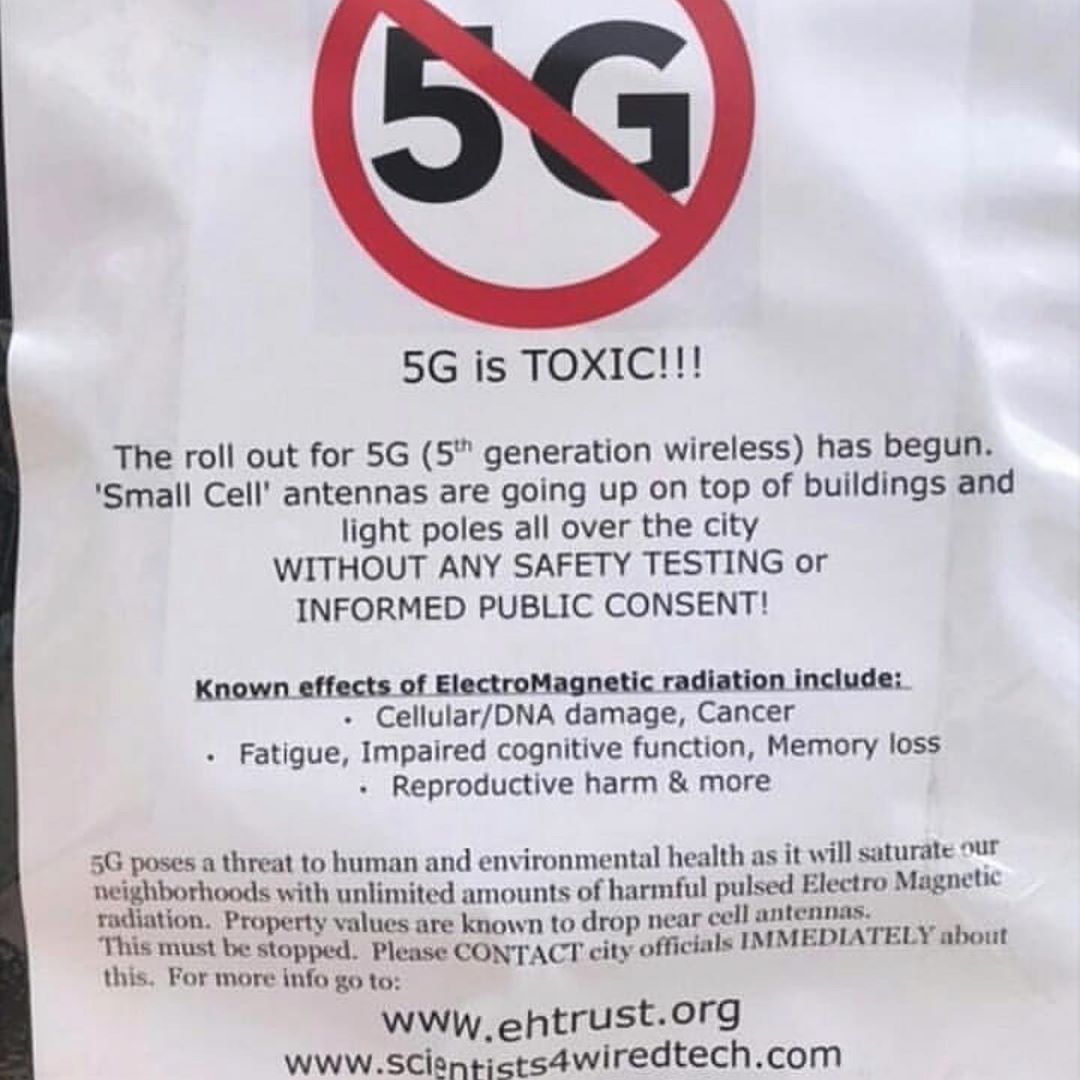 5G
5G is TOXIC!!!
The roll out for 5G (5th generation wireless) has begun.
'Small Cell' antennas are going up on top of buildings and
light poles all over the city
WITHOUT ANY SAFETY TESTING or
INFORMED PUBLIC CONSENT!
Known effects of ElectroMagnetic radiation include:
· Cellular/DNA damage, Cancer
· Fatigue, Impaired cognitive function, Memory loss
· Reproductive harm & more
5G poses a threat to human and environmental health as it will saturate our
neighborhoods with unlimited amounts of harmful pulsed Electro Magnetic
radiation. Property values are known to drop near cell antennas.
This must be stopped. Please CONTACT city officials IMMEDIATELY about
this. For more info go to:
www.ehtrust.org
www.scientists4wiredtech.com